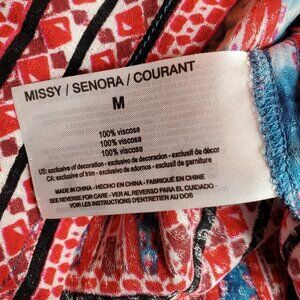 MISSY / SENORA / COURANT
M
100% viscose
100% viscosa
100% viscose
US: exclusive of decoration - exclusivo de decoración - exclusif de décor
CA: exclusive of trim - exclusivo de adornos - exclusif de garniture
MADE IN CHINA - HECHO EN CHINA - FABRIQUÉ EN CHINE
SEE REVERSE FOR CARE - VER AL REVERSO PARA EL CUIDADO
VOIR LES INSTRUCTIONS D'ENTRETIEN AU DOS